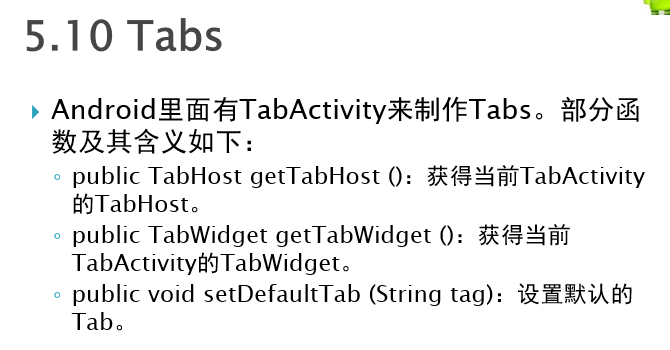 5.10 Tabs
Android里面有TabActivity来制作Tabs。部分函
数及其含义如下：
public TabHost getTabHost ()：获得当前TabActivity
的TabHost。
public TabWidget getTabWidget ()：获得当前
TabActivity的TabWidget。
public void setDefaultTab (String tag)：设置默认的
Tab。